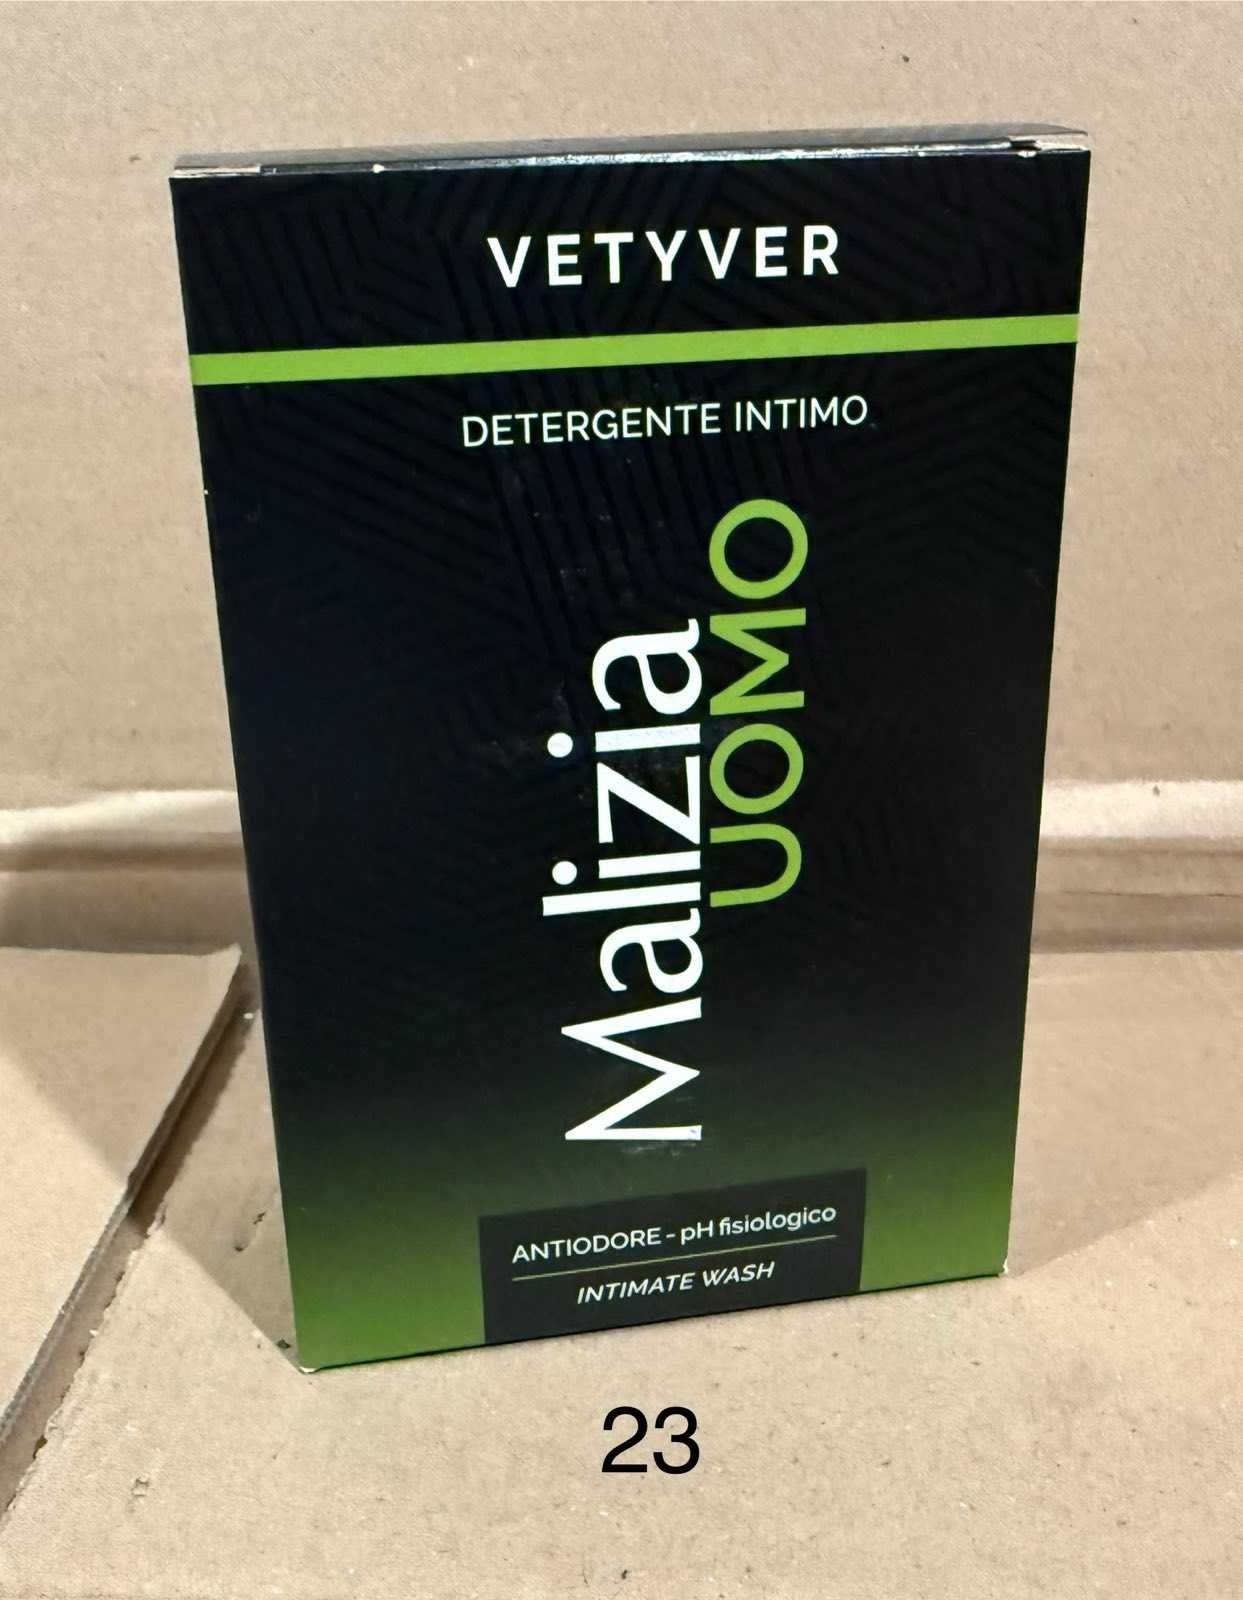 VETYVER
DETERGENTE INTIMO
Malizia
UOMO
ANTIODORE - pH fisiologico
INTIMATE WASH
23